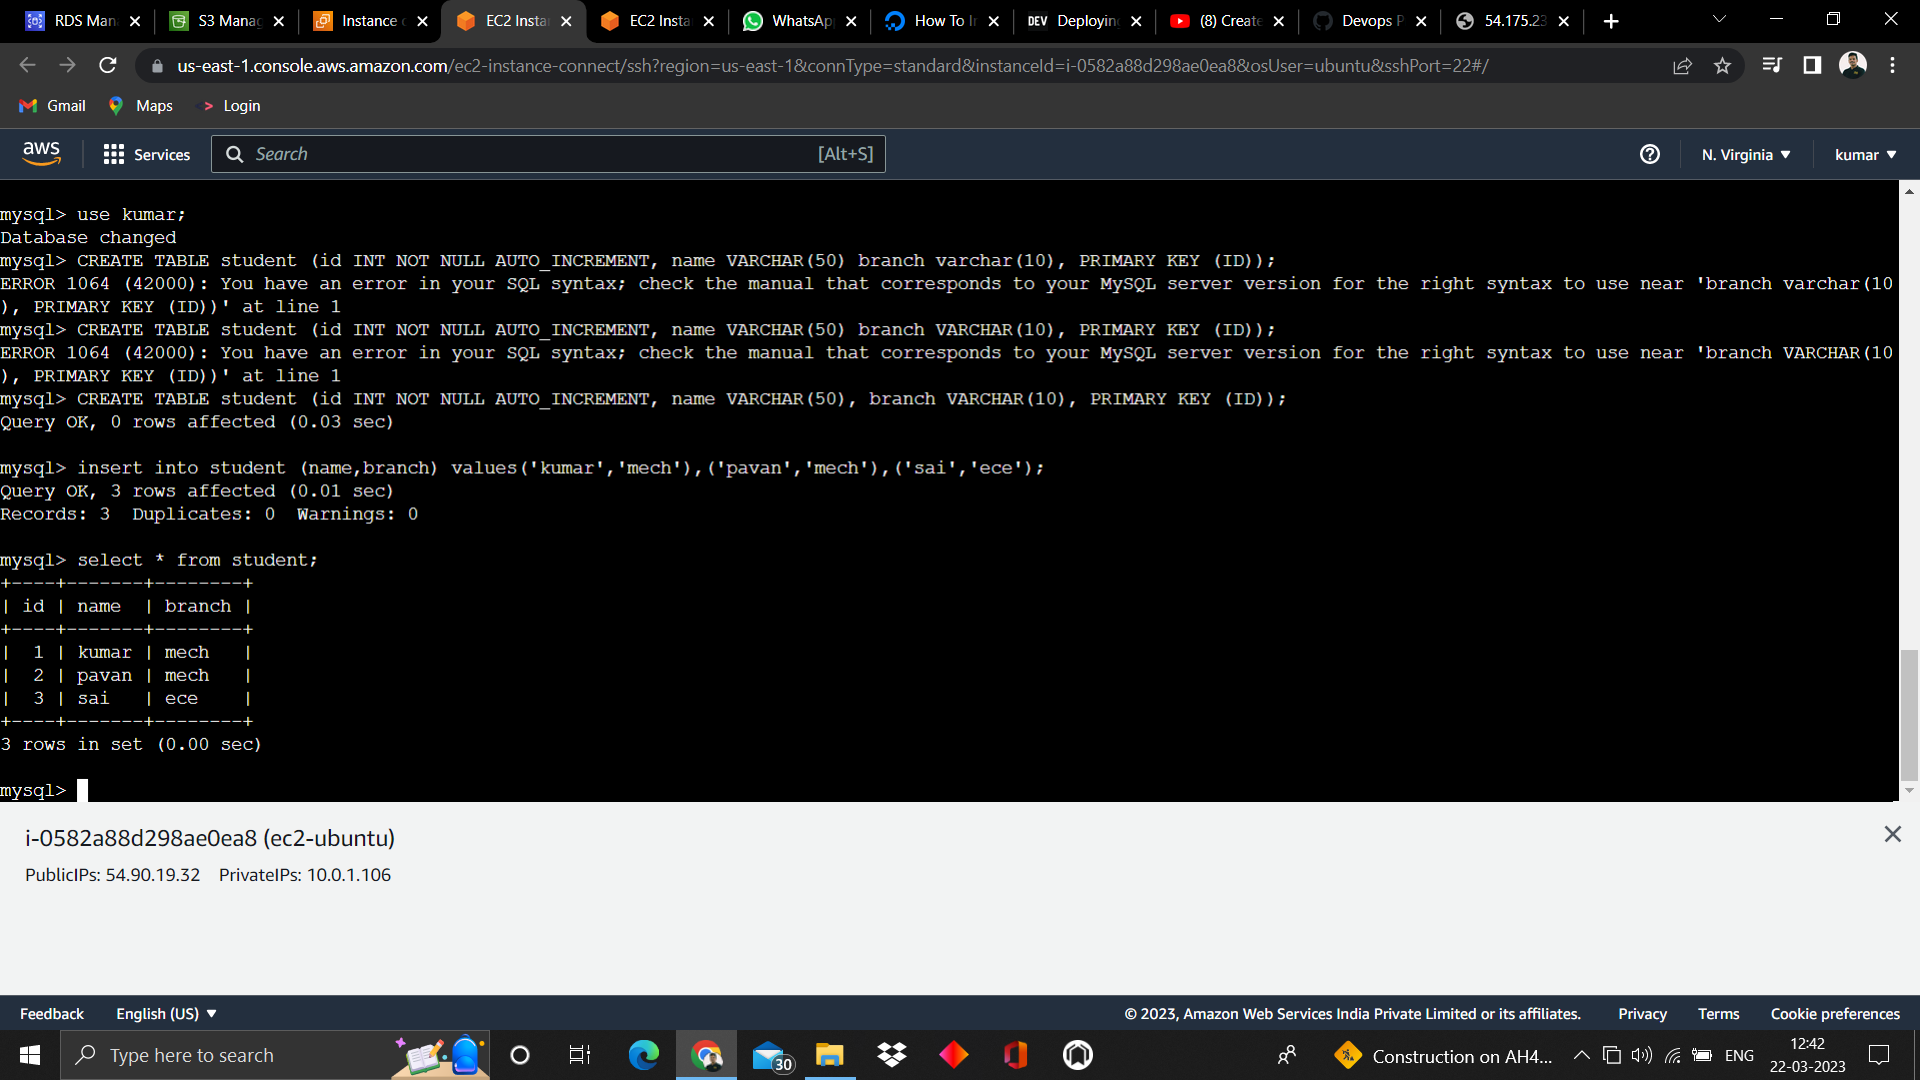 RDS Mana
S3 Manag
Instance c
EC2 Instan
EC2 Insta
WhatsApp
How To In
DEV Deployin
(8) Create
Devops P
54.175.23
us-east-1.console.aws.amazon.com/ec2-instance-connect/ssh?region=us-east-1&connType=standard&instanceId=i-0582a88d298ae0ea8&osUser=ubuntu&sshPort=22#/
Gmail Maps Login
aws Services Search [Alt+S] N. Virginia ▼ kumar ▼
mysql> use kumar;
Database changed
mysql> CREATE TABLE student (id INT NOT NULL AUTO_INCREMENT, name VARCHAR(50) branch varchar(10), PRIMARY KEY (ID));
ERROR 1064 (42000): You have an error in your SQL syntax; check the manual that corresponds to your MySQL server version for the right syntax to use near 'branch varchar(10
), PRIMARY KEY (ID))' at line 1
mysql> CREATE TABLE student (id INT NOT NULL AUTO_INCREMENT, name VARCHAR(50) branch VARCHAR(10), PRIMARY KEY (ID));
ERROR 1064 (42000): You have an error in your SQL syntax; check the manual that corresponds to your MySQL server version for the right syntax to use near 'branch VARCHAR(10
), PRIMARY KEY (ID))' at line 1
mysql> CREATE TABLE student (id INT NOT NULL AUTO_INCREMENT, name VARCHAR(50), branch VARCHAR(10), PRIMARY KEY (ID));
Query OK, 0 rows affected (0.03 sec)
mysql> insert into student (name,branch) values('kumar','mech'),('pavan','mech'),('sai','ece');
Query OK, 3 rows affected (0.01 sec)
Records: 3  Duplicates: 0  Warnings: 0
mysql> select * from student;
+----+-------+--------+
| id | name  | branch |
+----+-------+--------+
|  1 | kumar | mech   |
|  2 | pavan | mech   |
|  3 | sai   | ece    |
+----+-------+--------+
3 rows in set (0.00 sec)
mysql>
i-0582a88d298ae0ea8 (ec2-ubuntu)
PublicIPs: 54.90.19.32 PrivateIPs: 10.0.1.106
Feedback English (US) ▼ © 2023, Amazon Web Services India Private Limited or its affiliates. Privacy Terms Cookie preferences
Type here to search 30 Construction on AH4... ENG
12:42
22-03-2023